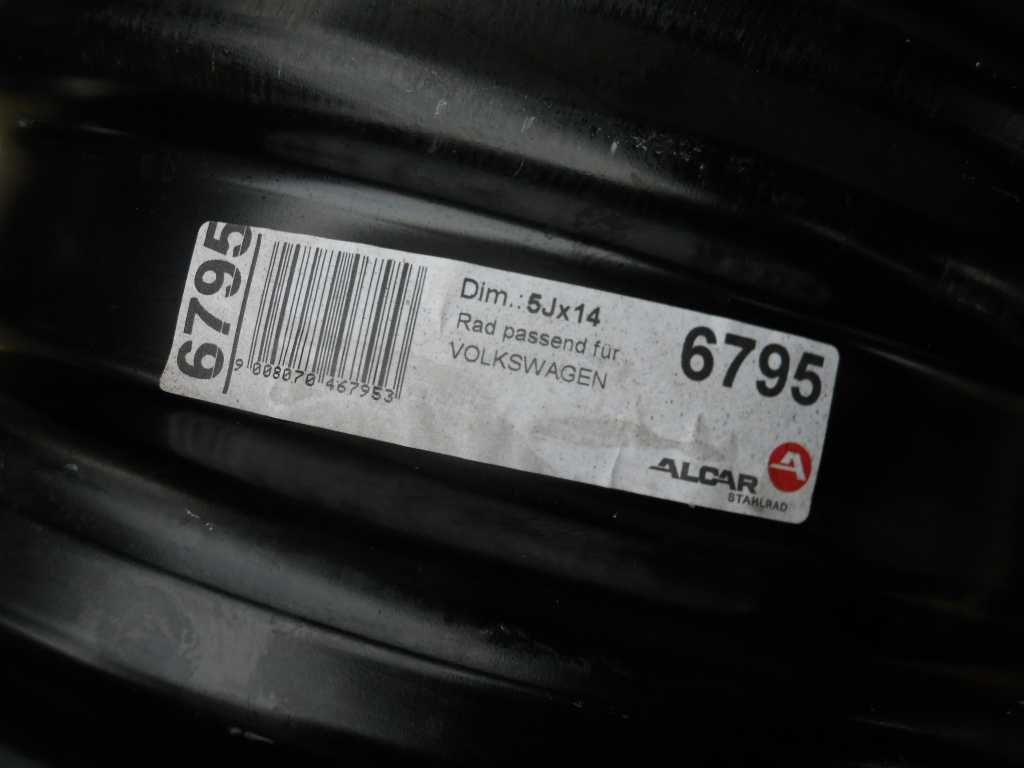 6795
9 008070 467953
Dim.: 5Jx14
Rad passend für
VOLKSWAGEN
6795
ALCAR
STAHLRAD